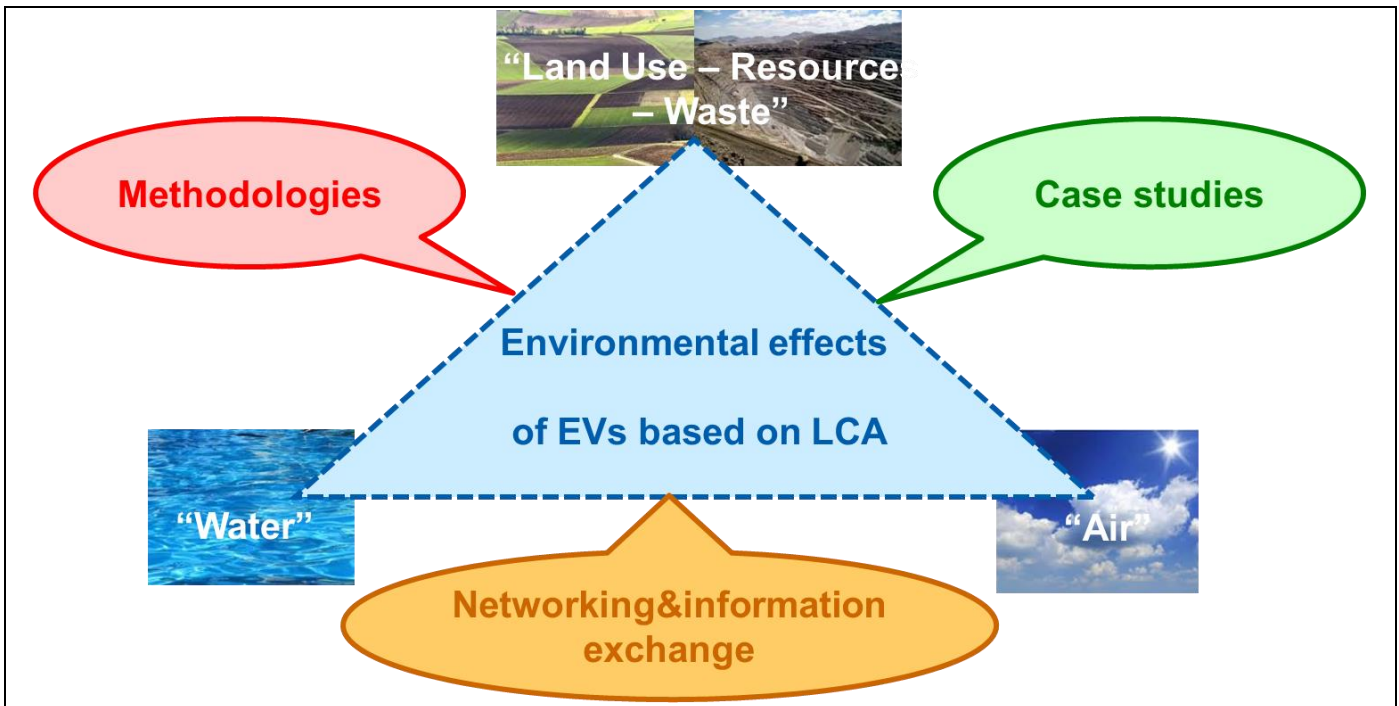 “Land Use – Resources
– Waste”
Methodologies
Case studies
Environmental effects
of EVs based on LCA
“Water”
“Air”
Networking&information
exchange